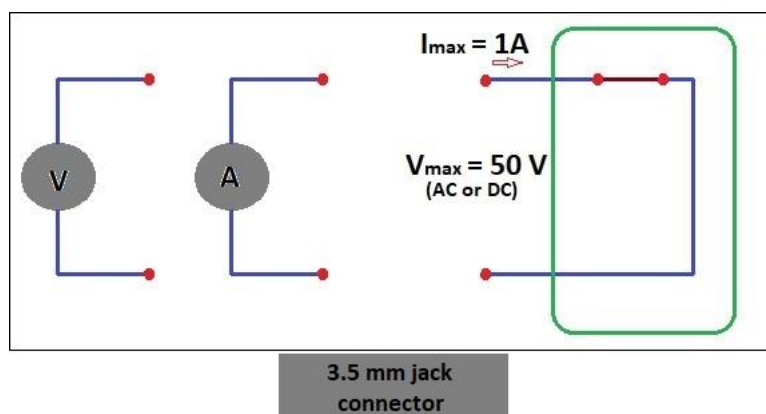 Imax = 1A
V
A
Vmax = 50 V
(AC or DC)
3.5 mm jack
connector